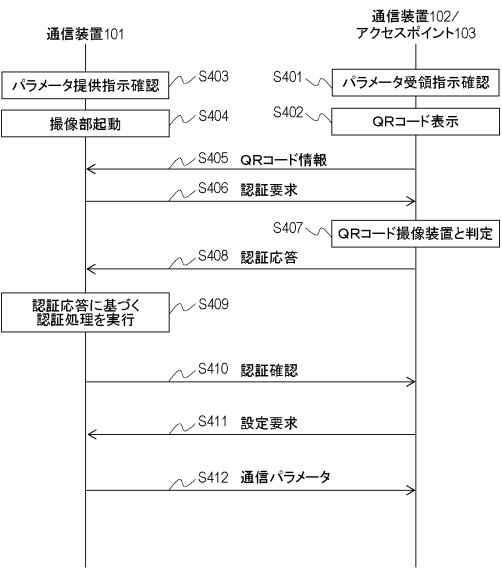 通信装置101
通信装置102/
アクセスポイント103
パラメータ提供指示確認
S403
S401
パラメータ受領指示確認
撮像部起動
S404
S402
QRコード表示
S405 QRコード情報
S406 認証要求
S407
QRコード撮像装置と判定
S408 認証応答
認証応答に基づく
認証処理を実行
S409
S410 認証確認
S411 設定要求
S412 通信パラメータ